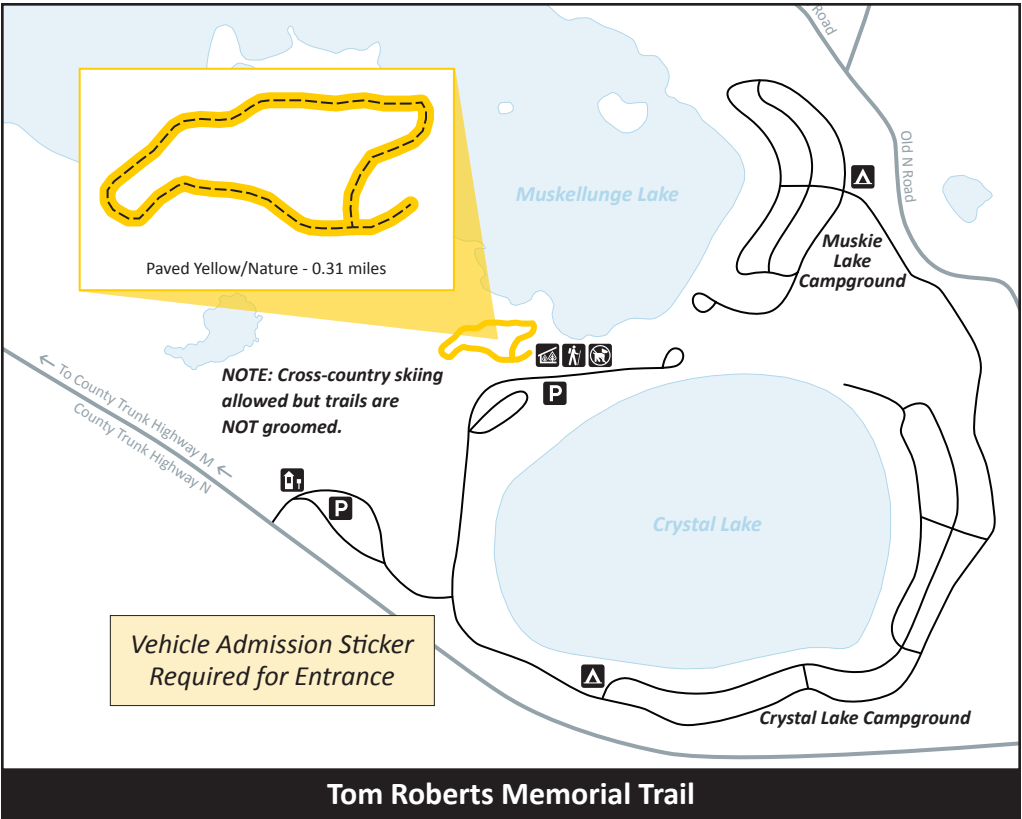 Road
Old N Road
Muskellunge Lake
Paved Yellow/Nature - 0.31 miles
Muskie
Lake
Campground
NOTE: Cross-country skiing
allowed but trails are
NOT groomed.
P
← To County Trunk Highway M ←
County Trunk Highway N
P
Crystal Lake
Vehicle Admission Sticker
Required for Entrance
Crystal Lake Campground
Tom Roberts Memorial Trail